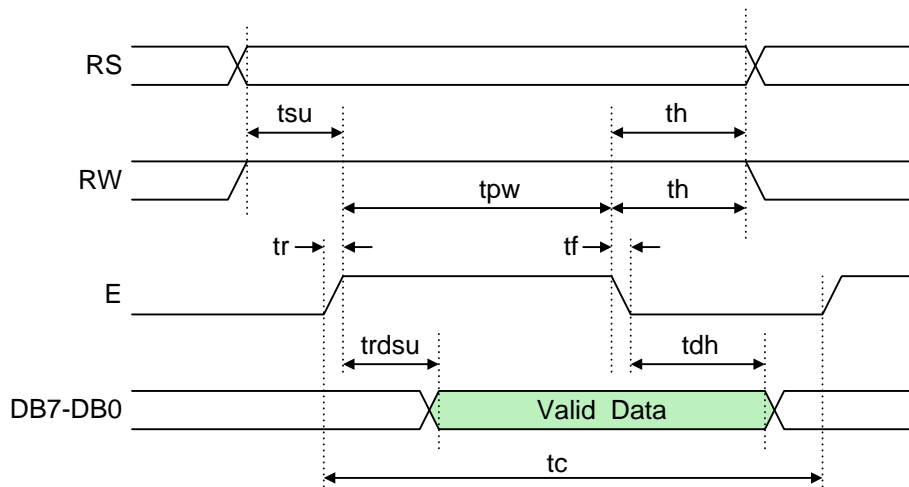 RS
tsu
th
RW
tpw
th
tr
tf
E
trdsu
tdh
DB7-DB0
Valid Data
tc